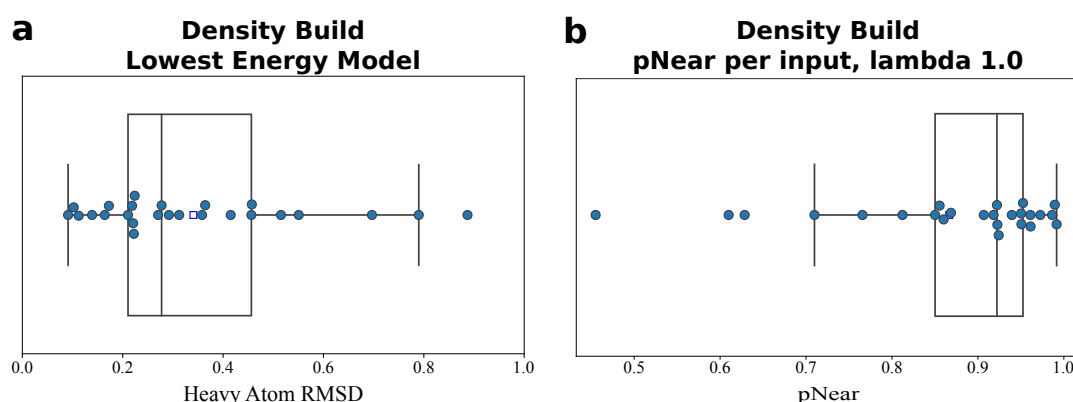 a
Density Build
Lowest Energy Model
0.0 0.2 0.4 0.6 0.8 1.0
Heavy Atom RMSD
b
Density Build
pNear per input, lambda 1.0
0.5 0.6 0.7 0.8 0.9 1.0
pNear